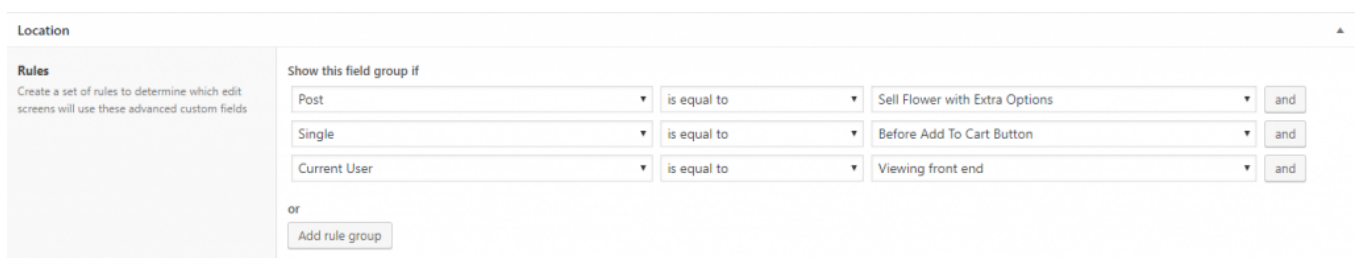 Location
Rules
Create a set of rules to determine which edit
screens will use these advanced custom fields
Show this field group if
Post is equal to Sell Flower with Extra Options and
Single is equal to Before Add To Cart Button and
Current User is equal to Viewing front end and
or
Add rule group